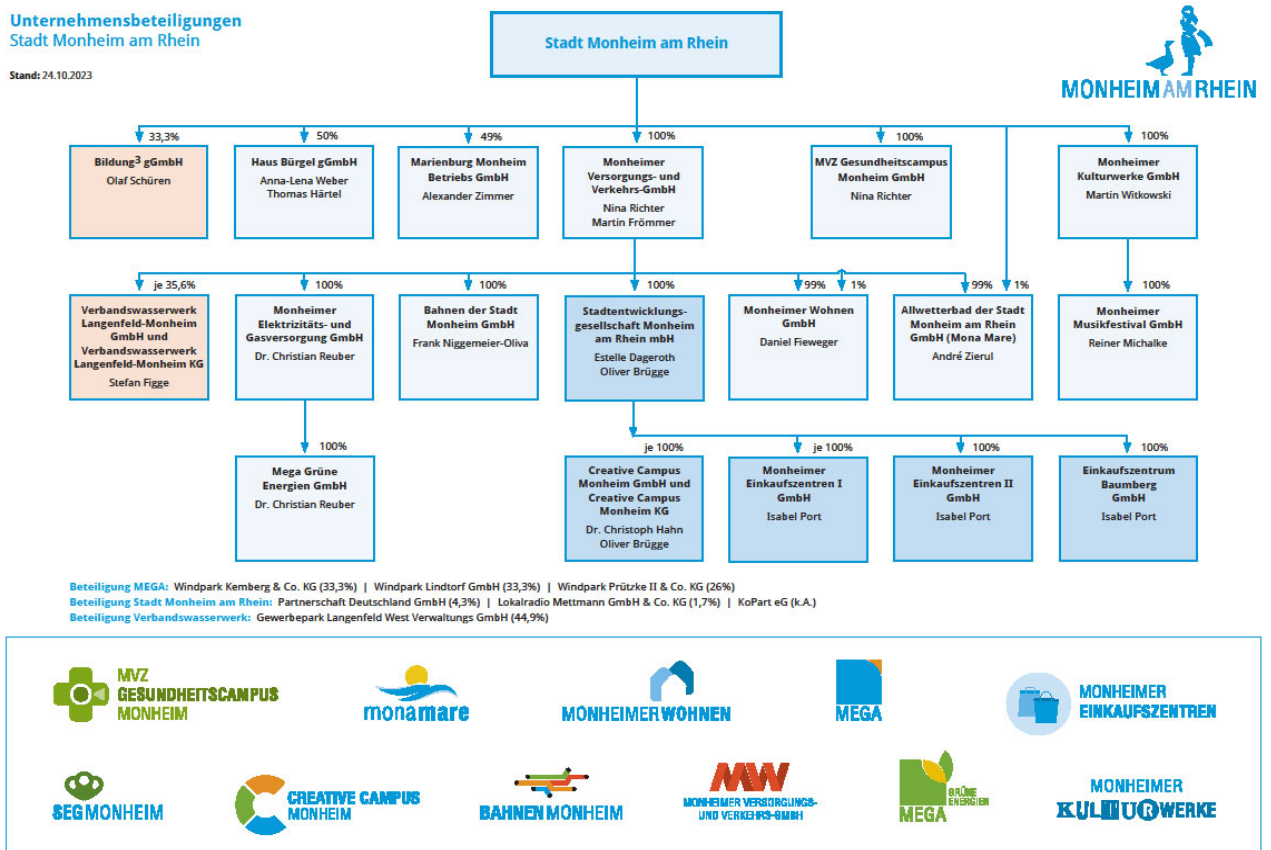 Unternehmensbeteiligungen
Stadt Monheim am Rhein
Stand: 24.10.2023
Stadt Monheim am Rhein
MONHEIM AM RHEIN
33,3%
Bildung³ gGmbH
Olaf Schüren
50%
Haus Bürgel gGmbH
Anna-Lena Weber
Thomas Härtel
49%
Marienburg Monheim
Betriebs GmbH
Alexander Zimmer
100%
Monheimer
Versorgungs- und
Verkehrs-GmbH
Nina Richter
Martin Frömmer
100%
MVZ Gesundheitscampus
Monheim GmbH
Nina Richter
100%
Monheimer
Kulturwerke GmbH
Martin Witkowski
je 35,6%
Verbandswasserwerk
Langenfeld-Monheim
GmbH und
Verbandswasserwerk
Langenfeld-Monheim KG
Stefan Figge
100%
Monheimer
Elektrizitäts- und
Gasversorgung GmbH
Dr. Christian Reuber
100%
Bahnen der Stadt
Monheim GmbH
Frank Niggemeier-Oliva
100%
Stadtentwicklungs-
gesellschaft Monheim
am Rhein mbH
Estelle Dageroth
Oliver Brügge
99% 1%
Monheimer Wohnen
GmbH
Daniel Fieweger
99% 1%
Allwetterbad der Stadt
Monheim am Rhein
GmbH (Mona Mare)
André Zierul
100%
Monheimer
Musikfestival GmbH
Reiner Michalke
100%
Mega Grüne
Energien GmbH
Dr. Christian Reuber
je 100%
Creative Campus
Monheim GmbH und
Creative Campus
Monheim KG
Dr. Christoph Hahn
Oliver Brügge
je 100%
Monheimer
Einkaufszentren I
GmbH
Isabel Port
100%
Monheimer
Einkaufszentren II
GmbH
Isabel Port
100%
Einkaufszentrum
Baumberg
GmbH
Isabel Port
Beteiligung MEGA: Windpark Kemberg & Co. KG (33,3%) | Windpark Lindtorf GmbH (33,3%) | Windpark Prützke II & Co. KG (26%)
Beteiligung Stadt Monheim am Rhein: Partnerschaft Deutschland GmbH (4,3%) | Lokalradio Mettmann GmbH & Co. KG (1,7%) | KoPart eG (k.A.)
Beteiligung Verbandswasserwerk: Gewerbepark Langenfeld West Verwaltungs GmbH (44,9%)
MVZ
GESUNDHEITSCAMPUS
MONHEIM
monamare
MONHEIMER WOHNEN
MEGA
MONHEIMER
EINKAUFSZENTREN
SEG MONHEIM
CREATIVE CAMPUS
MONHEIM
BAHNEN MONHEIM
MONHEIMER VERSORGUNGS-
UND VERKEHRS-GMBH
MEGA
GRÜNE
ENERGIEN
MONHEIMER
KULTURWERKE